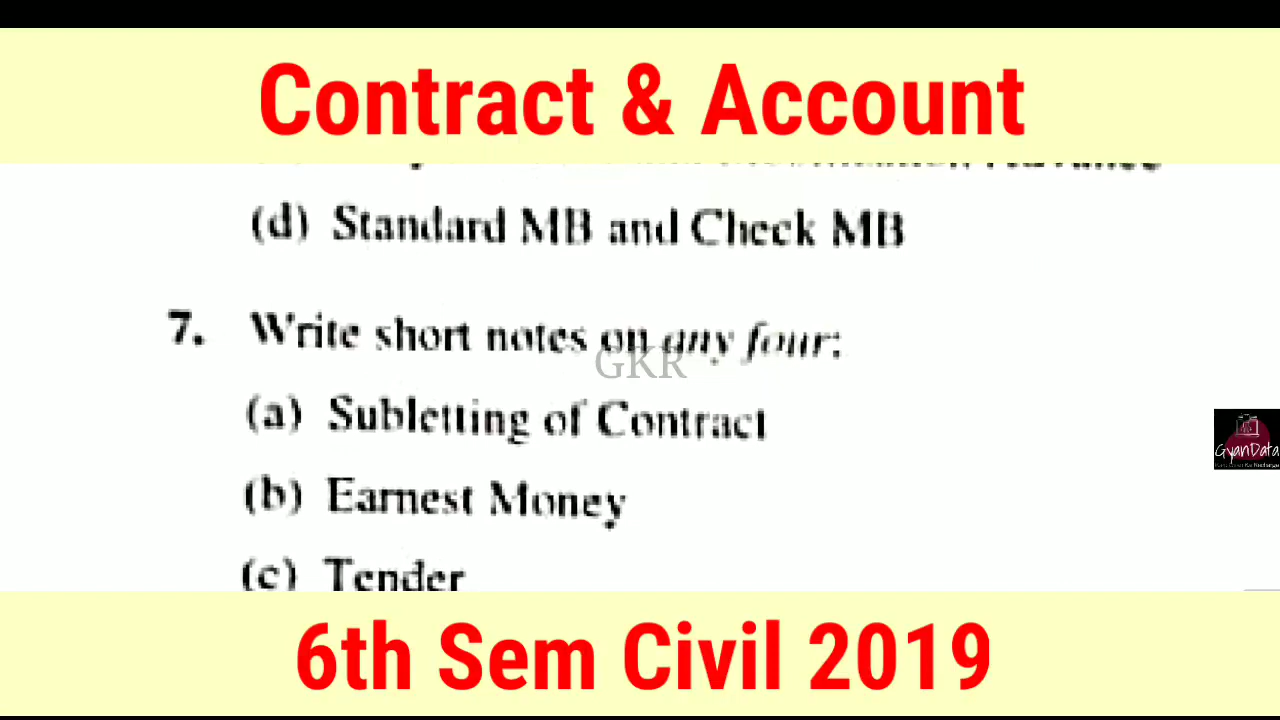 Contract & Account
(d) Standard MB and Check MB
7. Write short notes on any four:
GKR
(a) Subletting of Contract
GyanData
(b) Earnest Money
(c) Tender
6th Sem Civil 2019